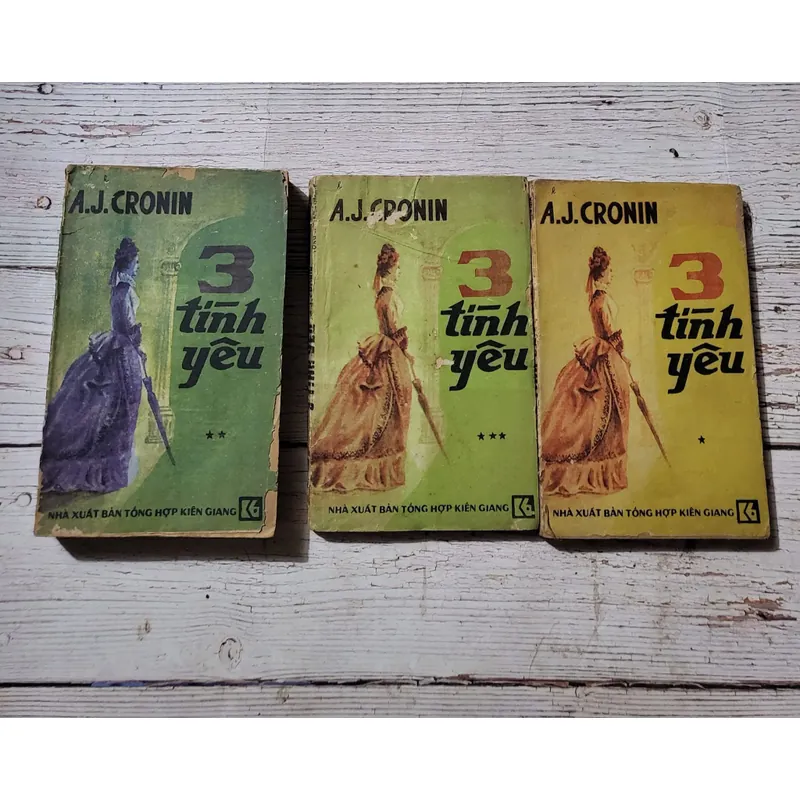 A.J. CRONIN
3
tình
yêu
★★
NHÀ XUẤT BẢN TỔNG HỢP KIÊN GIANG
A.J. CRONIN
3
tình
yêu
★★★
NHÀ XUẤT BẢN TỔNG HỢP KIÊN GIANG
A.J. CRONIN
3
tình
yêu
★
NHÀ XUẤT BẢN TỔNG HỢP KIÊN GIANG